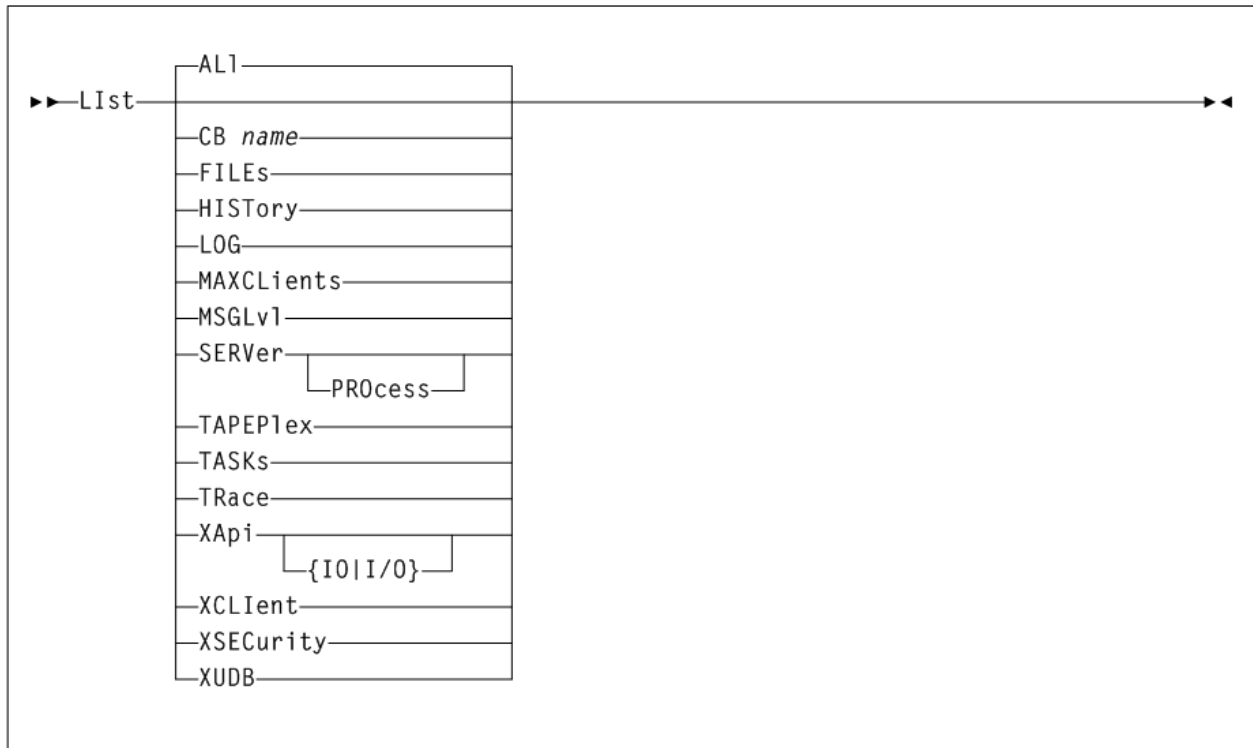 ALl
LIst
CB name
FILEs
HISTory
LOG
MAXCLients
MSGLvl
SERVer
PROcess
TAPEPlex
TASKs
TRace
XApi
{IO|I/O}
XCLIent
XSECurity
XUDB